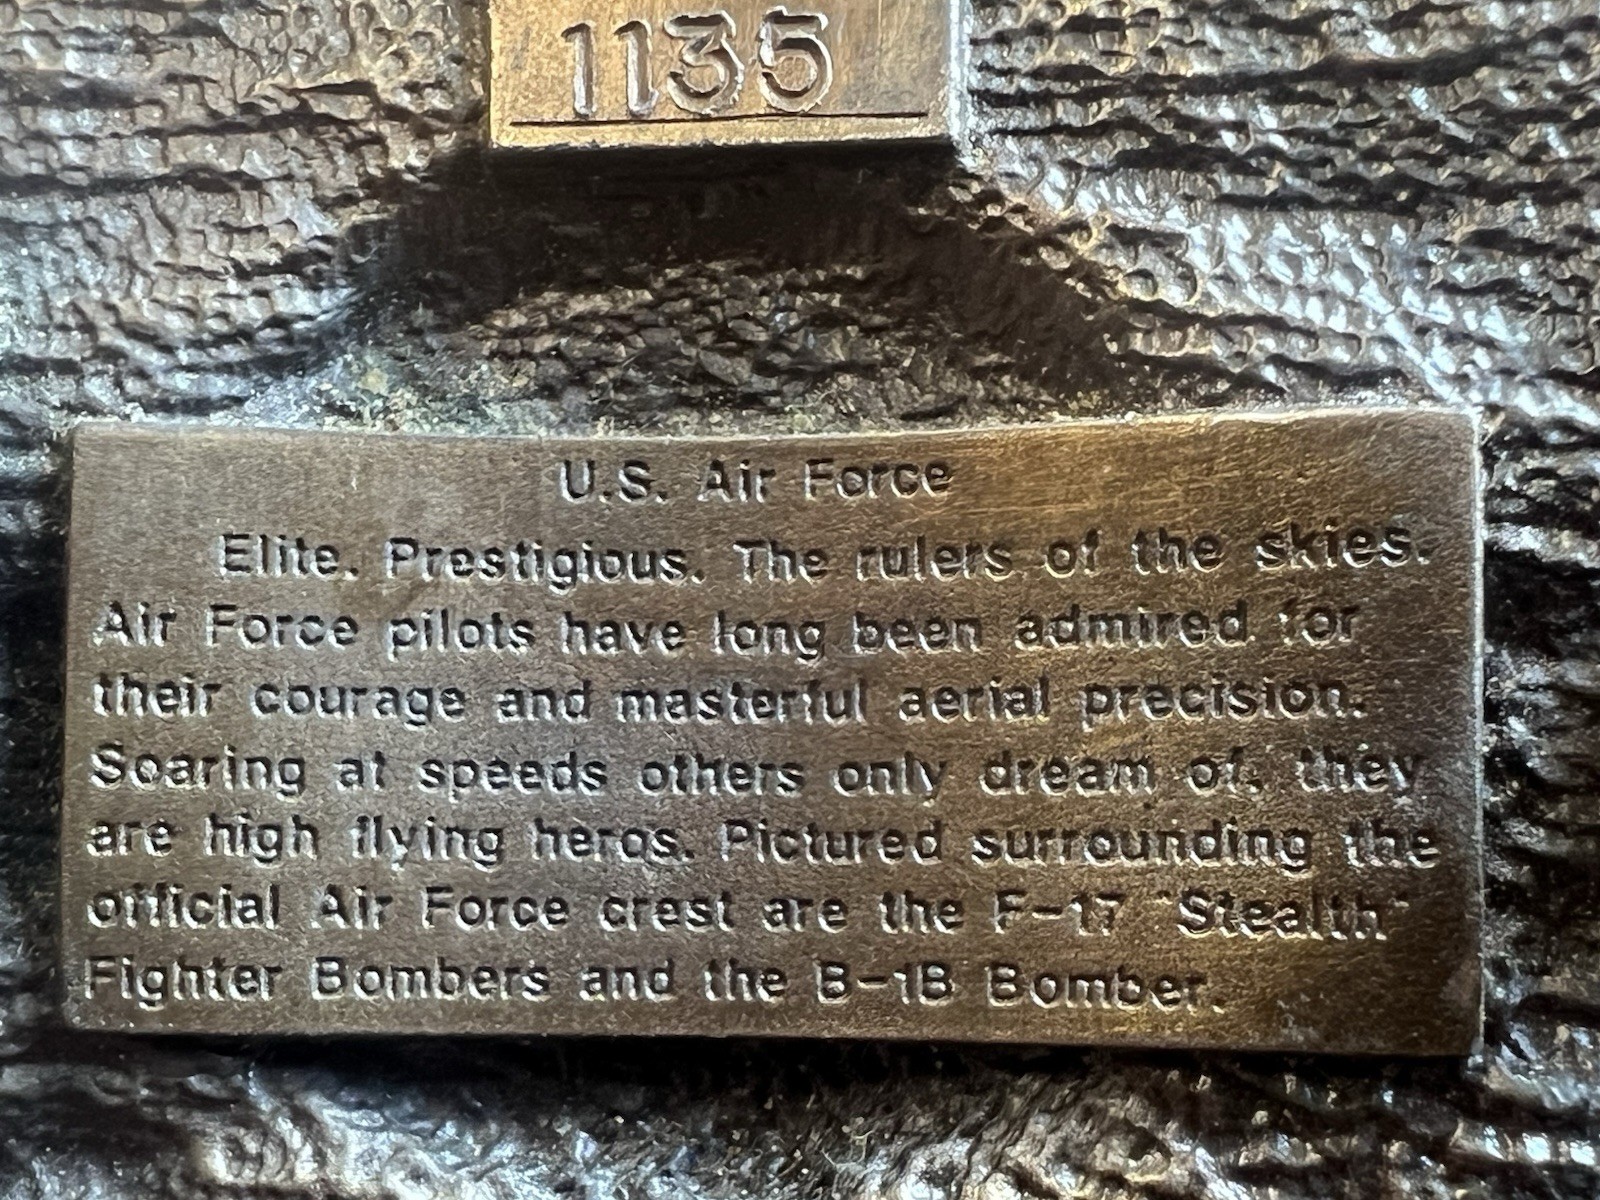 1135
U.S. Air Force
Elite. Prestigious. The rulers of the skies.
Air Force pilots have long been admired for
their courage and masterful aerial precision.
Soaring at speeds others only dream of, they
are high flying heros. Pictured surrounding the
official Air Force crest are the F-17 "Stealth"
Fighter Bombers and the B-1B Bomber.